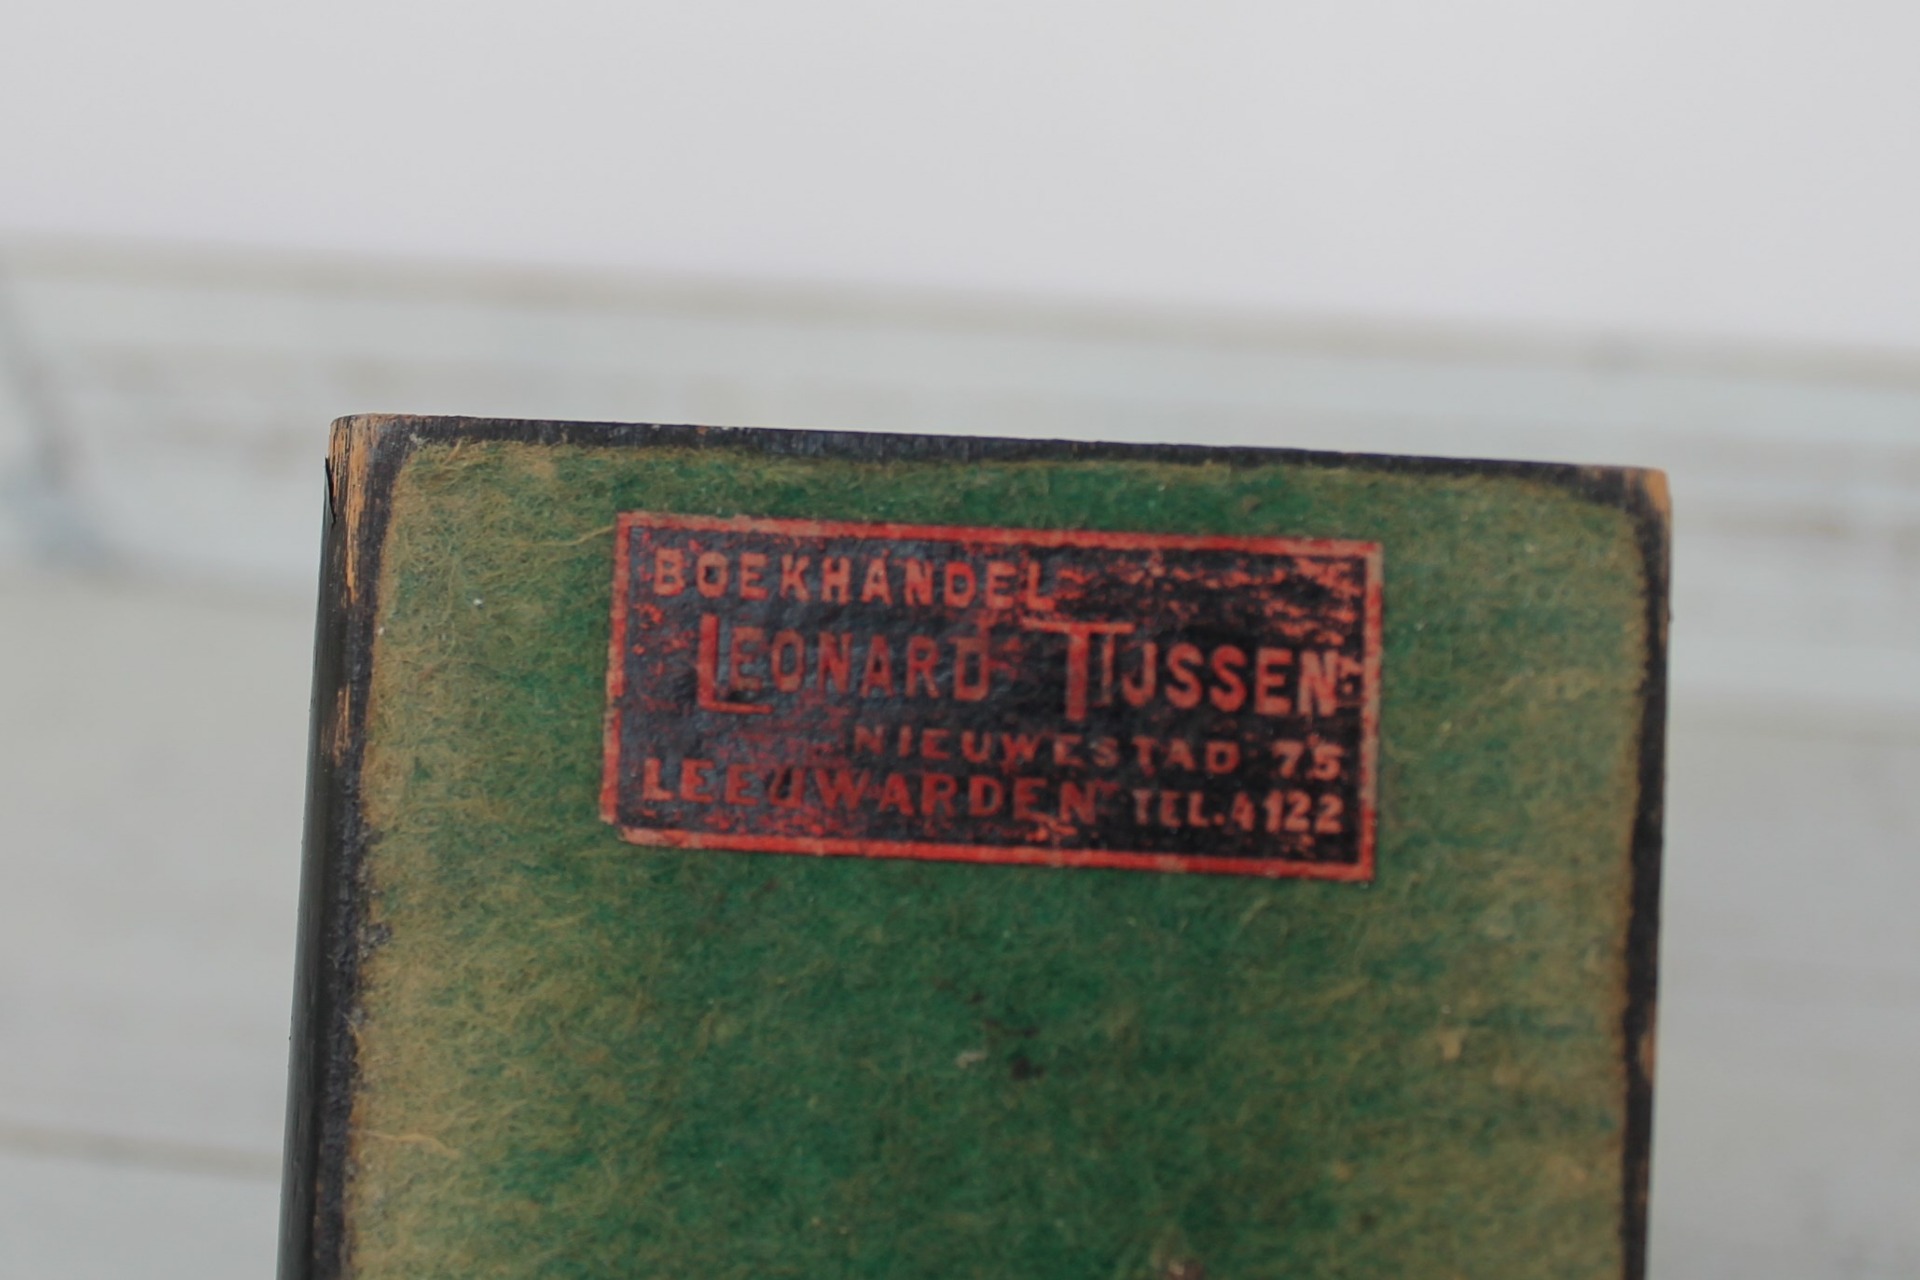 BOEKHANDEL
LEONARD TIJSSEN
NIEUWESTAD 75
LEEUWARDEN TEL. 4122